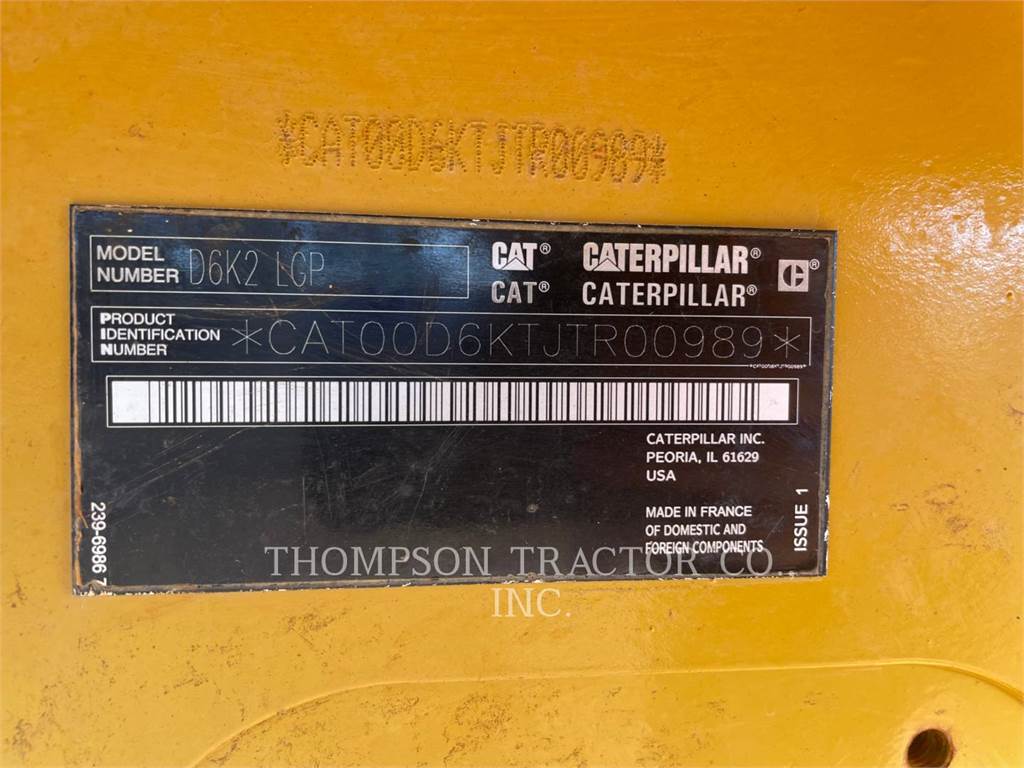 *CAT00D6KTJTR00989*
MODEL NUMBER D6K2 LGP
CAT® CATERPILLAR®
CAT® CATERPILLAR®
C®
PRODUCT IDENTIFICATION NUMBER *CAT00D6KTJTR00989*
*CAT00D6KTJTR00989*
CATERPILLAR INC.
PEORIA, IL 61629
USA
MADE IN FRANCE
OF DOMESTIC AND
FOREIGN COMPONENTS
239-6986 7
ISSUE 1
THOMPSON TRACTOR CO.,
INC.